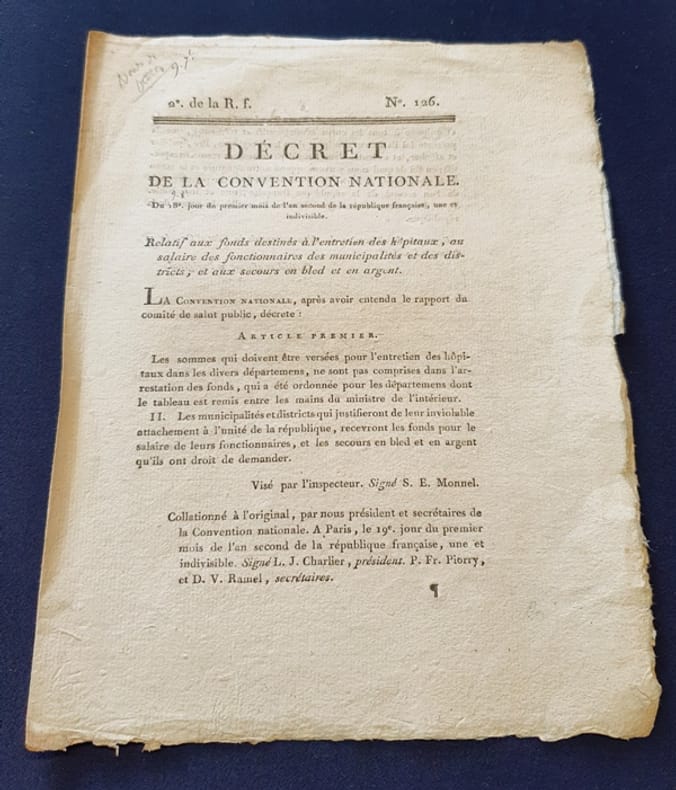 2e. de la R. f. No. 126.
DÉCRET
DE LA CONVENTION NATIONALE.
Du 18e. jour du premier mois de l'an second de la république française, une et
indivisible.
Relatif aux fonds destinés à l'entretien des hôpitaux, au
salaire des fonctionnaires des municipalités et des dis-
tricts; et aux secours en bled et en argent.
LA CONVENTION NATIONALE, après avoir entendu le rapport du
comité de salut public, décrete :
ARTICLE PREMIER.
Les sommes qui doivent être versées pour l'entretien des hôpi-
taux dans les divers départemens, ne sont pas comprises dans l'ar-
restation des fonds, qui a été ordonnée pour les départemens dont
le tableau est remis entre les mains du ministre de l'intérieur.
II. Les municipalités et districts qui justifieront de leur inviolable
attachement à l'unité de la république, recevront les fonds pour le
salaire de leurs fonctionnaires, et les secours en bled et en argent
qu'ils ont droit de demander.
Visé par l'inspecteur. Signé S. E. Monnel.
Collationné à l'original, par nous président et secrétaires de
la Convention nationale. A Paris, le 19e. jour du premier
mois de l'an second de la république française, une et
indivisible. Signé L. J. Charlier, président. P. Fr. Piorry,
et D. V. Ramel, secrétaires.
¶